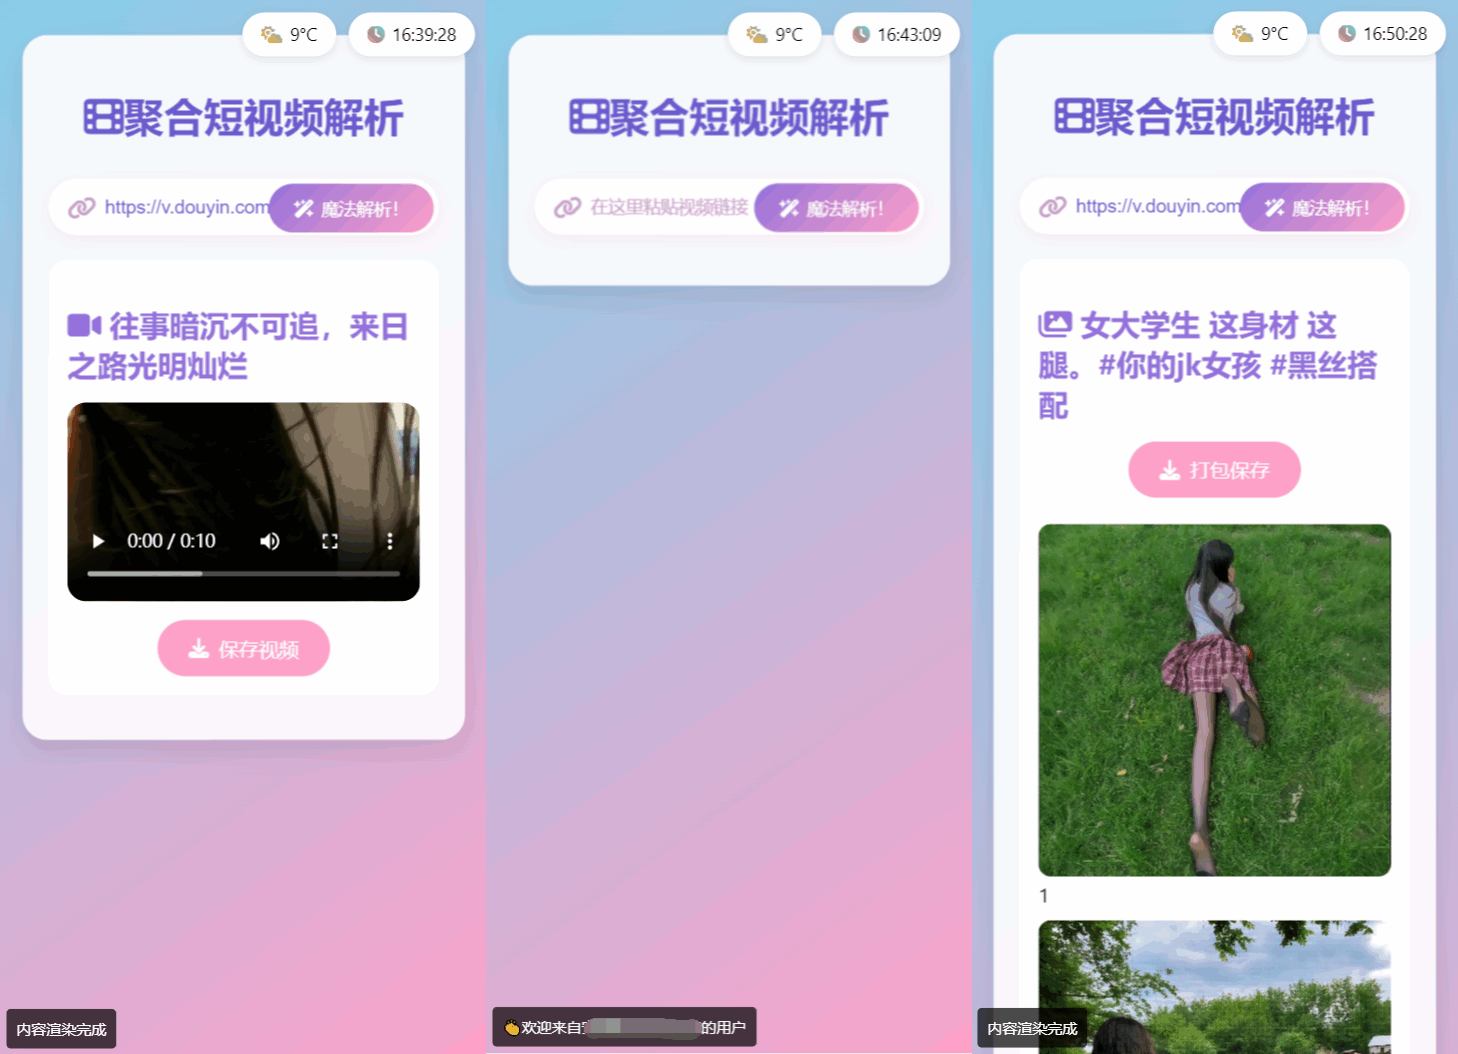 9°C
16:39:28
聚合短视频解析
https://v.douyin.com
魔法解析!
往事暗沉不可追，来日
之路光明灿烂
0:00 / 0:10
保存视频
内容渲染完成
9°C
16:43:09
聚合短视频解析
在这里粘贴视频链接
魔法解析!
欢迎来自
的用户
9°C
16:50:28
聚合短视频解析
https://v.douyin.com
魔法解析!
女大学生 这身材 这
腿。#你的jk女孩 #黑丝搭
配
打包保存
1
内容渲染完成